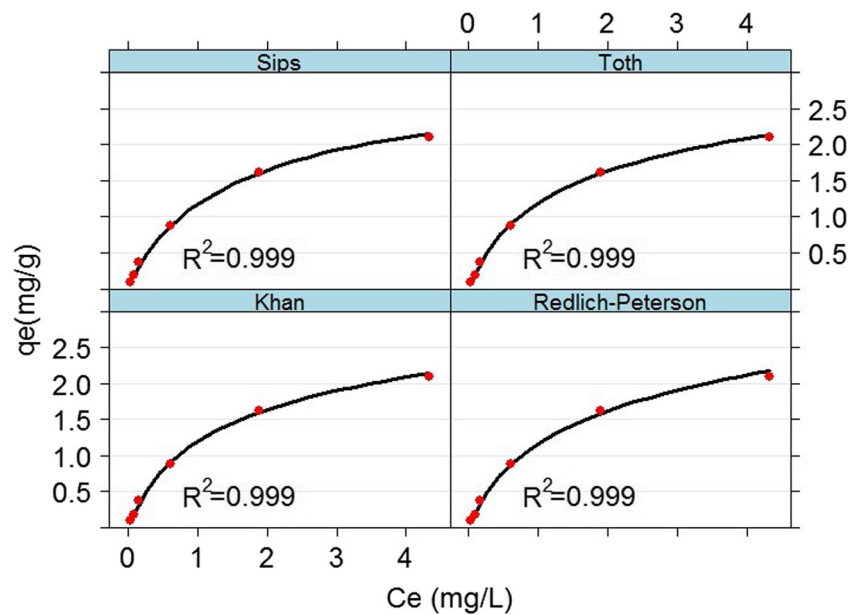 0 1 2 3 4
Sips Toth
2.5
2.0
1.5
1.0
0.5
R²=0.999 R²=0.999
Khan Redlich-Peterson
2.5
2.0
1.5
1.0
0.5
R²=0.999 R²=0.999
qe(mg/g)
0 1 2 3 4
Ce (mg/L)